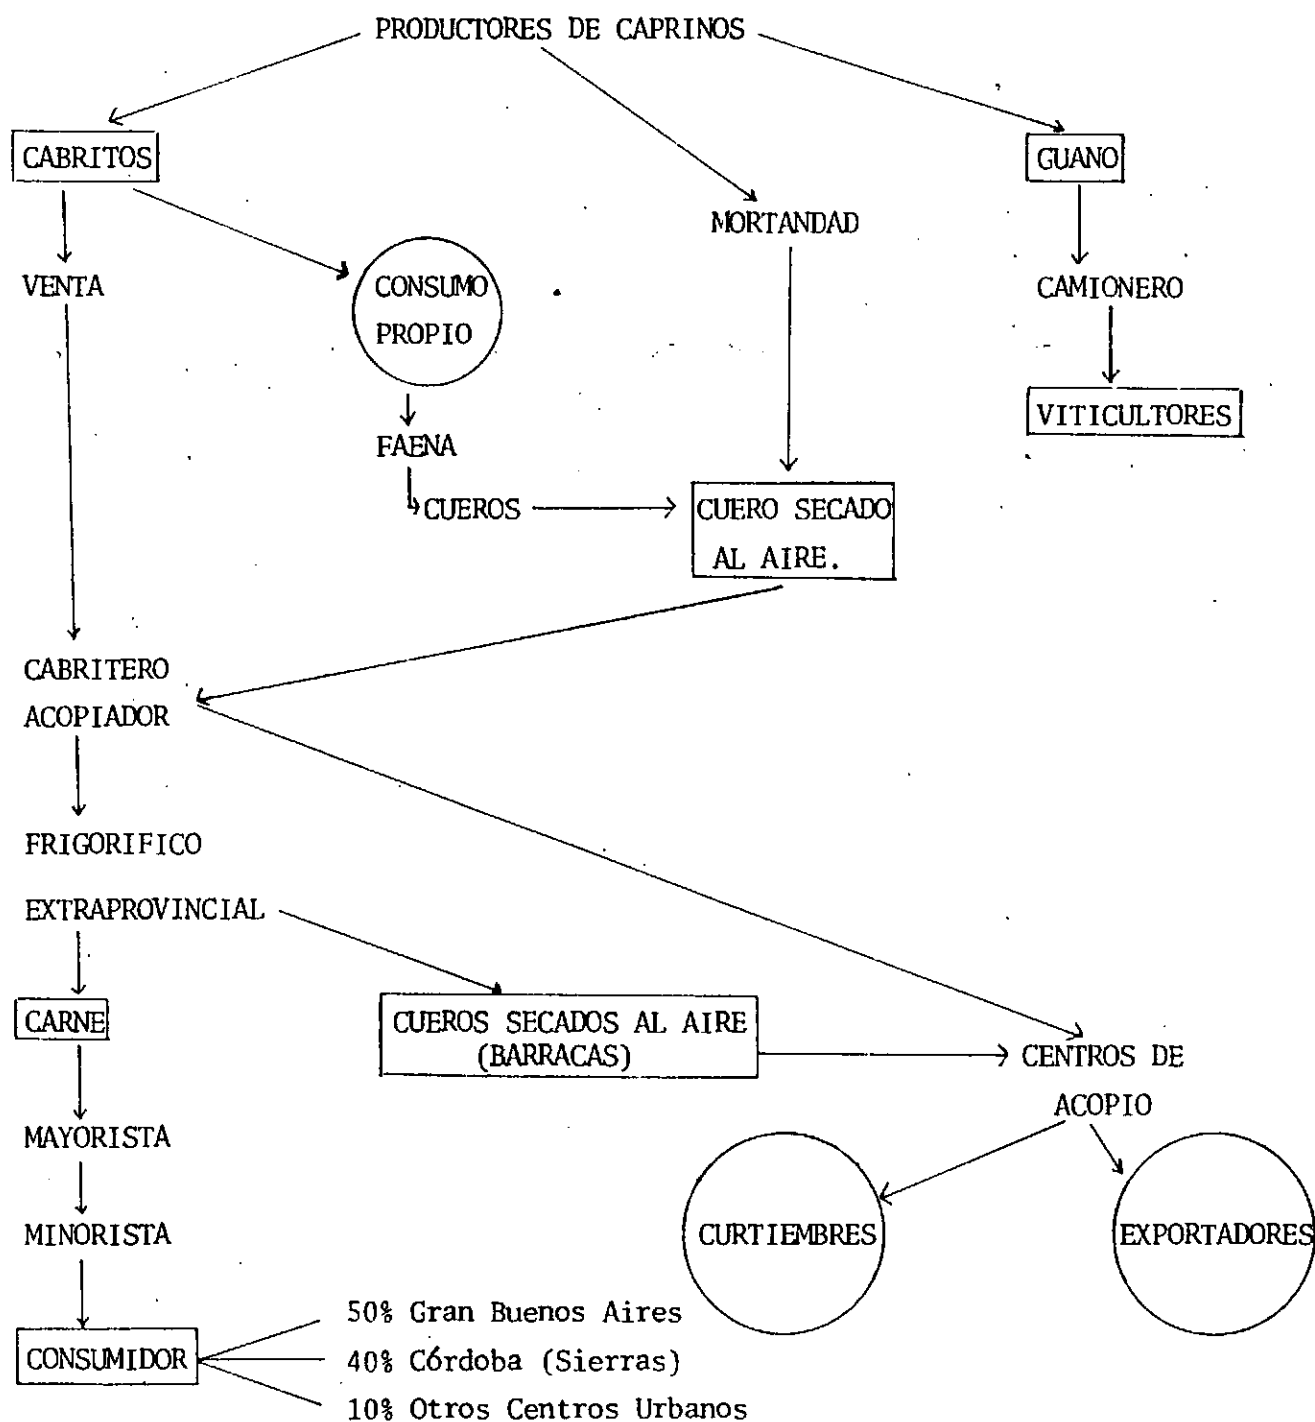 PRODUCTORES DE CAPRINOS
CABRITOS
GUANO
MORTANDAD
VENTA
CONSUMO
PROPIO
CAMIONERO
VITICULTORES
FAENA
CUEROS
CUERO SECADO
AL AIRE.
CABRITERO
ACOPIADOR
FRIGORIFICO
EXTRAPROVINCIAL
CARNE
CUEROS SECADOS AL AIRE
(BARRACAS)
CENTROS DE
ACOPIO
MAYORISTA
MINORISTA
CURTIEMBRES
EXPORTADORES
CONSUMIDOR
50% Gran Buenos Aires
40% Córdoba (Sierras)
10% Otros Centros Urbanos